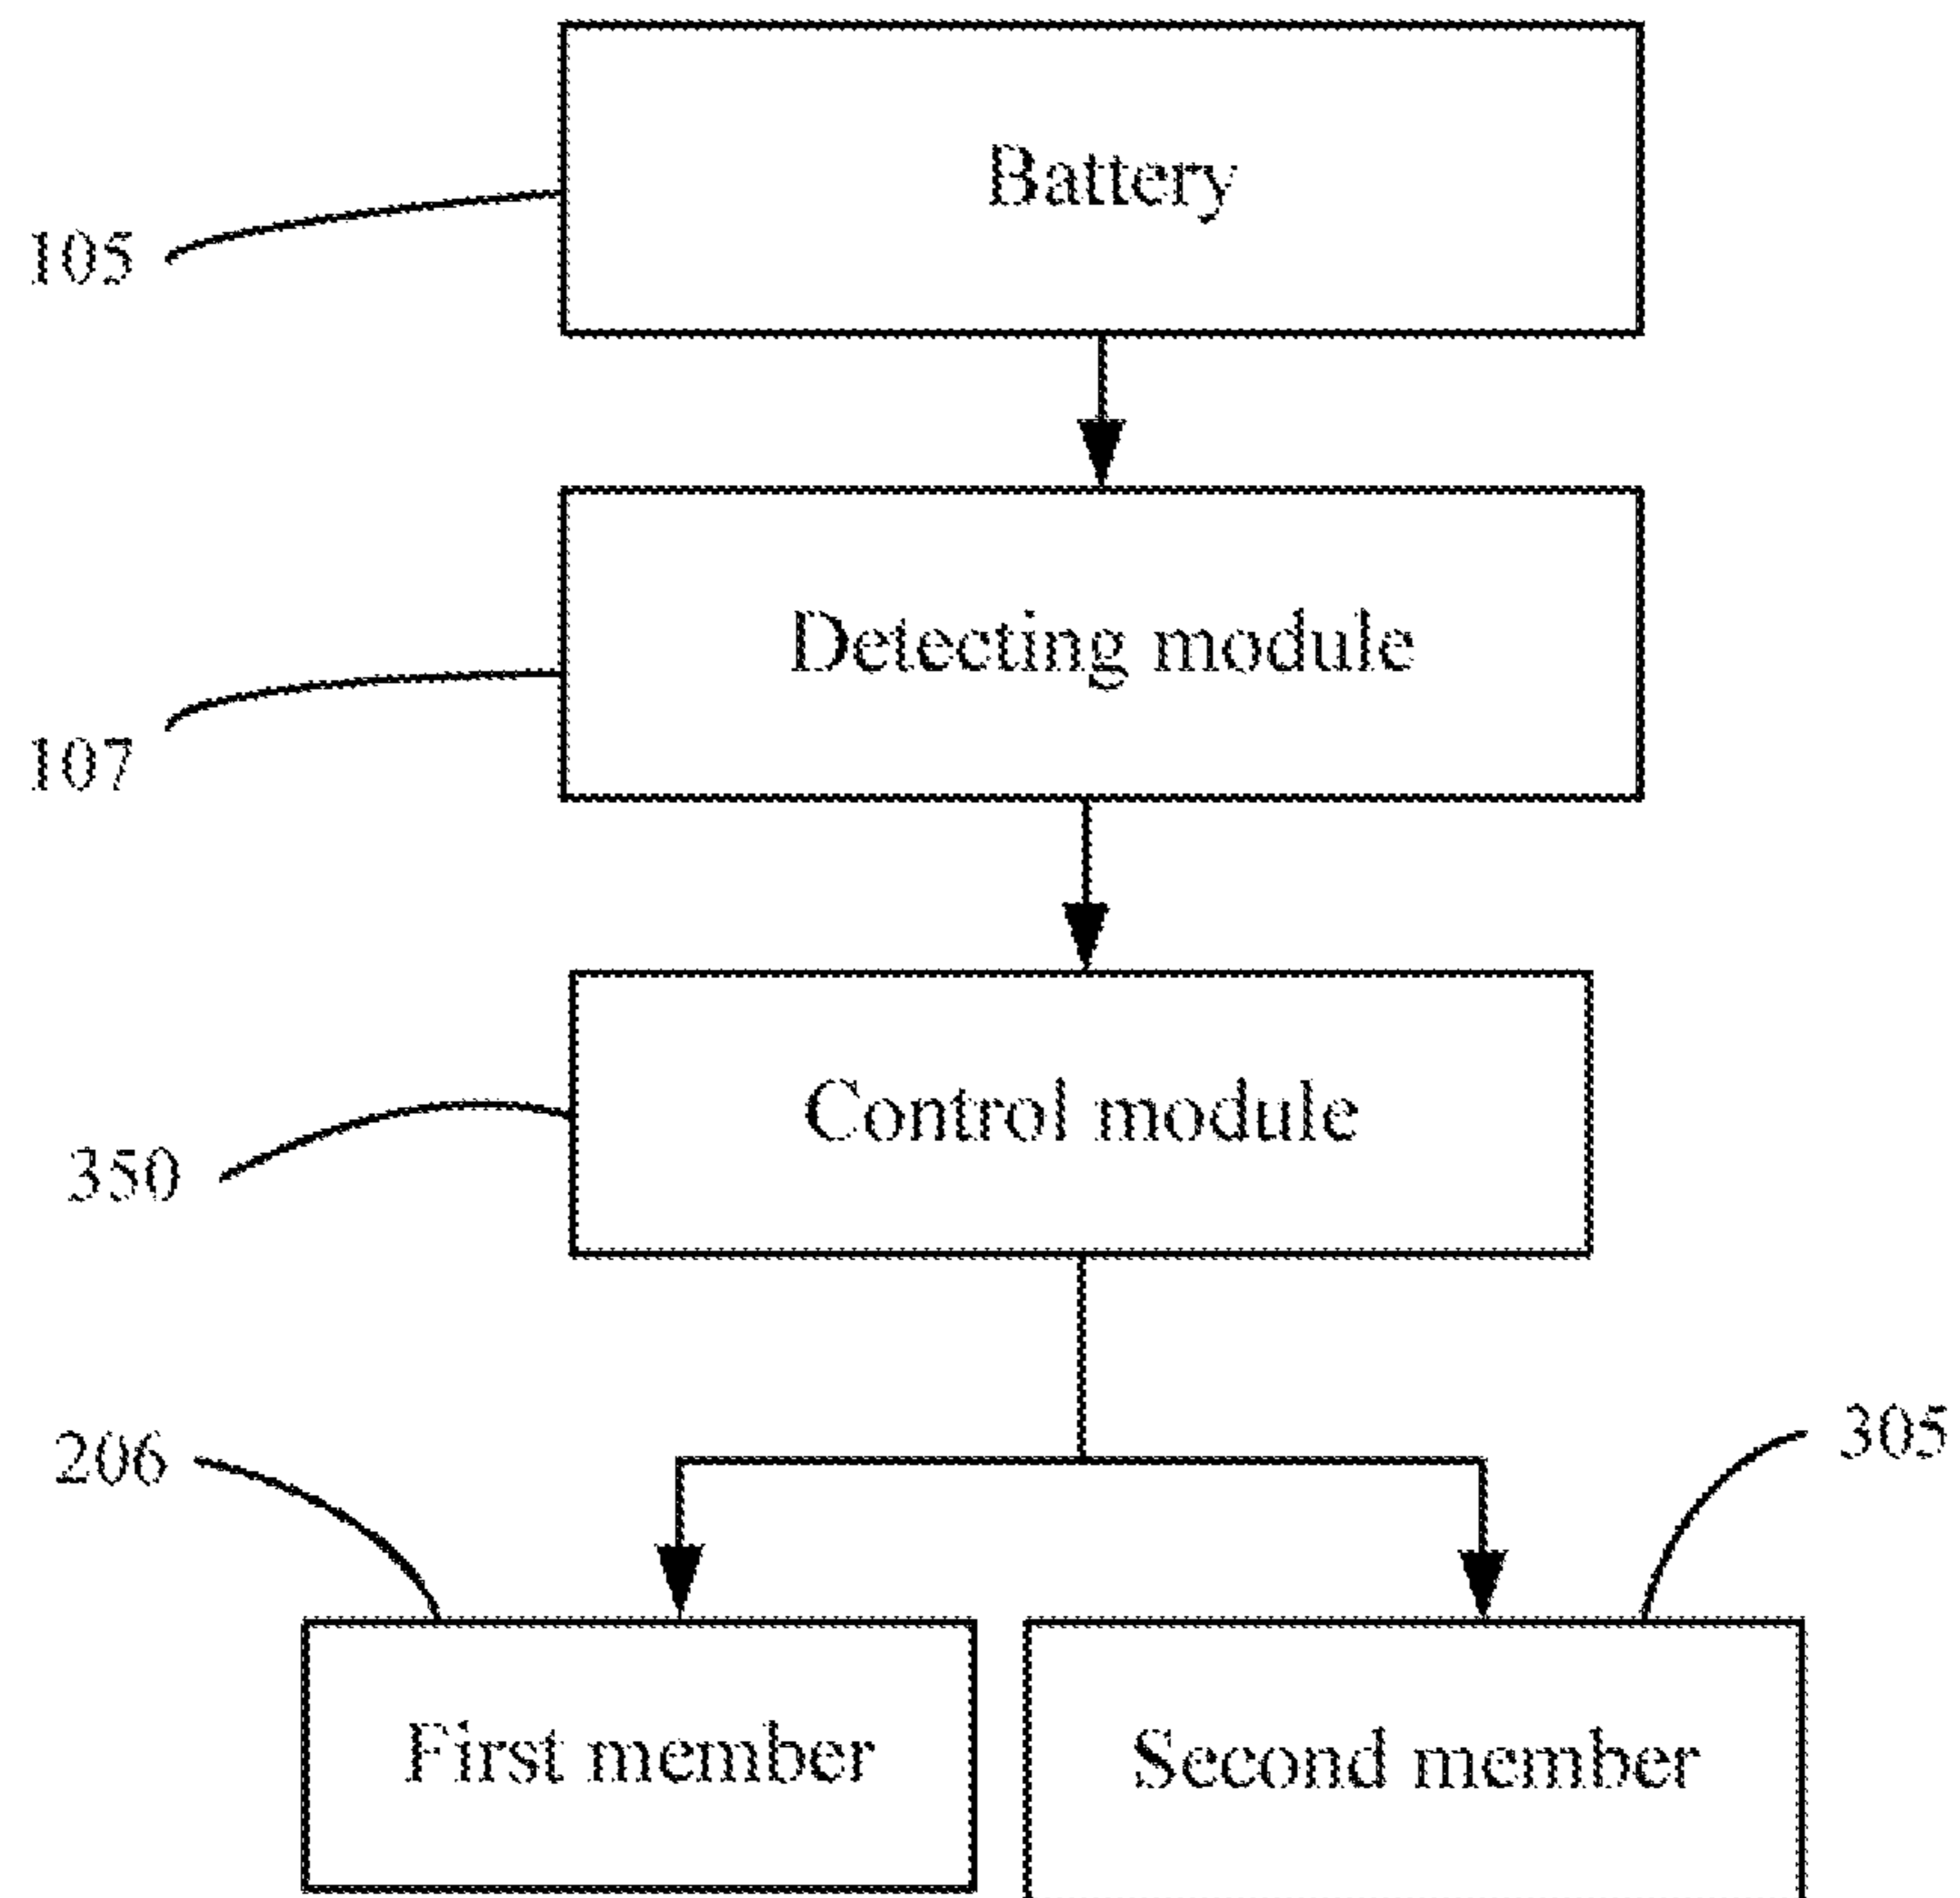 Battery
105
Detecting module
107
Control module
350
206
305
First member
Second member